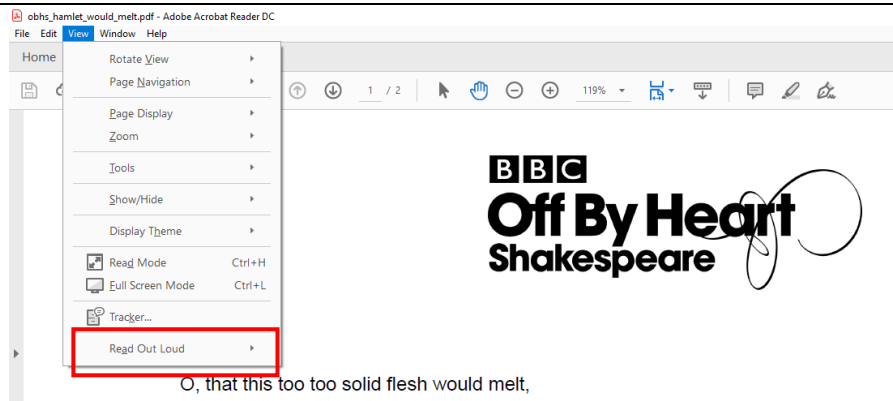 obhs_hamlet_would_melt.pdf - Adobe Acrobat Reader DC
File Edit View Window Help
Home
1 / 2 119%
Rotate View
Page Navigation
Page Display
Zoom
Tools
Show/Hide
Display Theme
Read Mode Ctrl+H
Full Screen Mode Ctrl+L
Tracker...
Read Out Loud
BBC
Off By Heart
Shakespeare
O, that this too too solid flesh would melt,